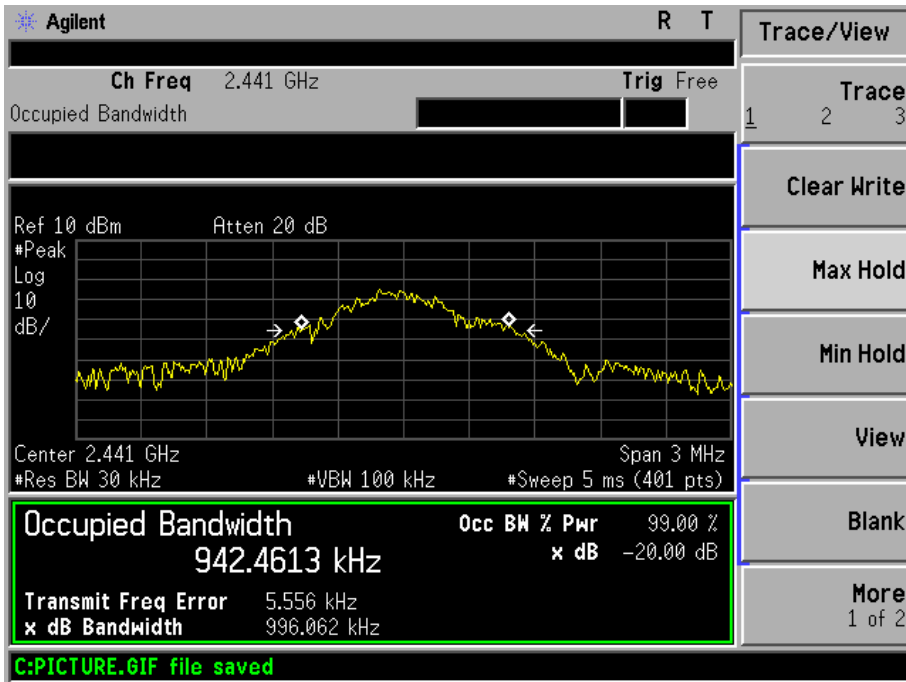 Agilent R T
Ch Freq 2.441 GHz Trig Free
Occupied Bandwidth
Ref 10 dBm Atten 20 dB
#Peak
Log
10
dB/
Center 2.441 GHz Span 3 MHz
#Res BW 30 kHz #VBW 100 kHz #Sweep 5 ms (401 pts)
Occupied Bandwidth Occ BW % Pwr 99.00 %
942.4613 kHz x dB -20.00 dB
Transmit Freq Error 5.556 kHz
x dB Bandwidth 996.062 kHz
C:PICTURE.GIF file saved
Trace/View
Trace
1 2 3
Clear Write
Max Hold
Min Hold
View
Blank
More
1 of 2